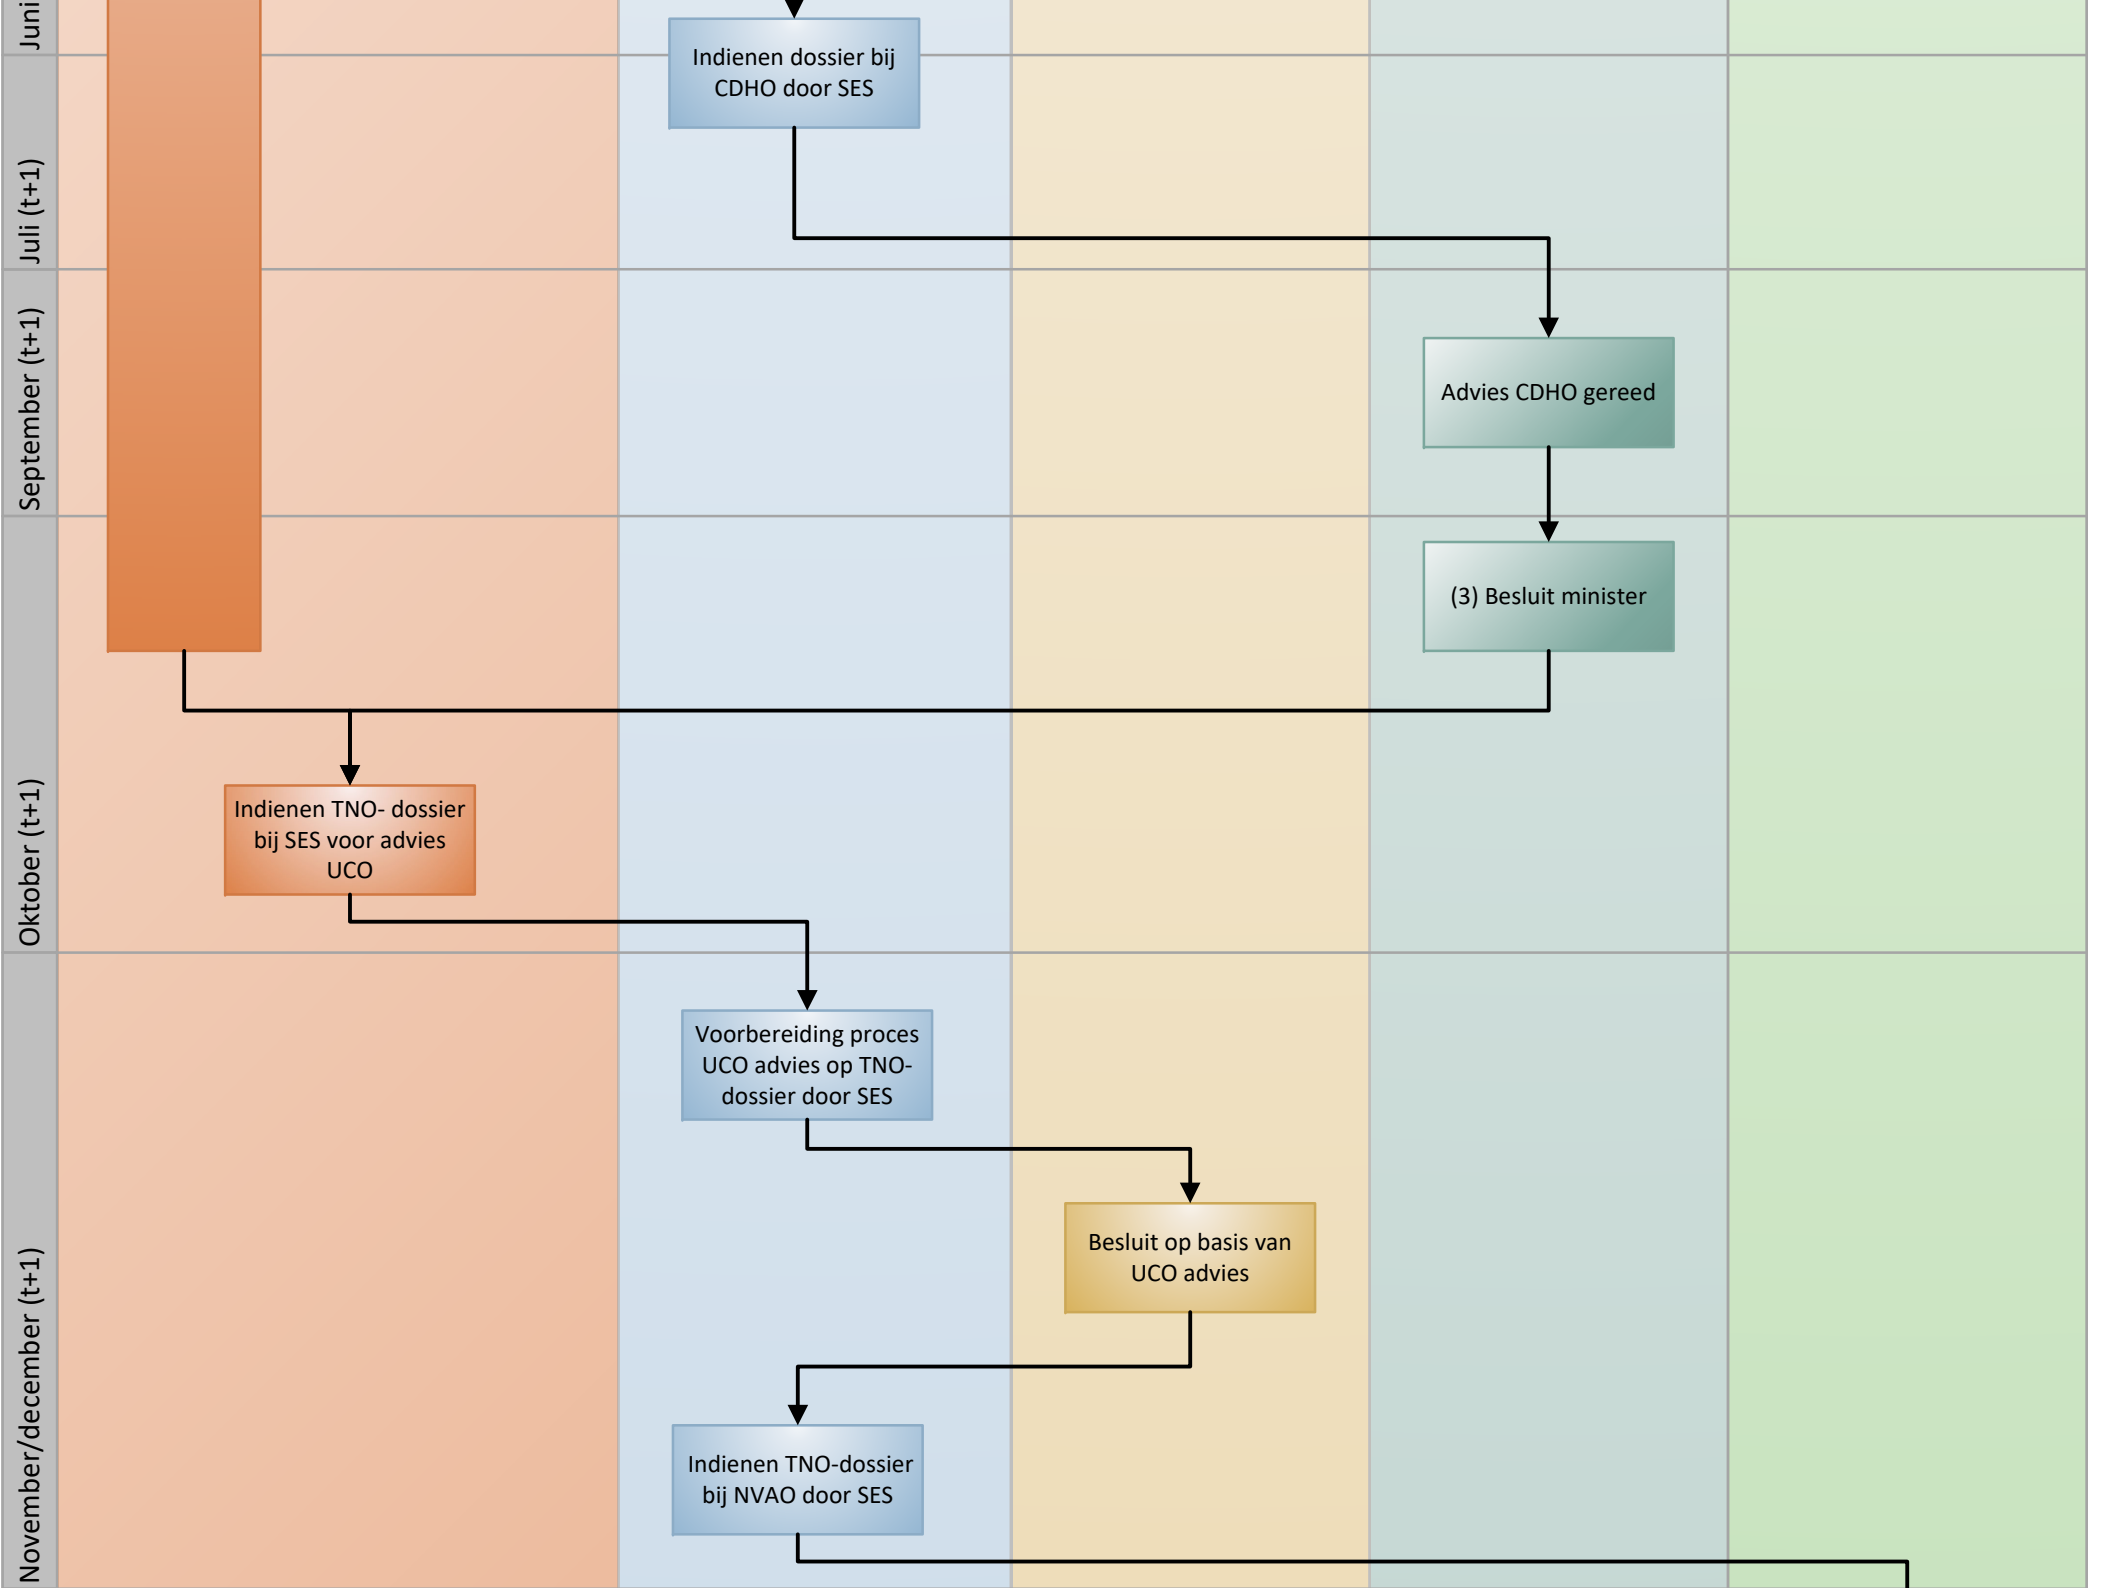 Juni
Indienen dossier bij
CDHO door SES
Juli (t+1)
September (t+1)
Advies CDHO gereed
(3) Besluit minister
Oktober (t+1)
Indienen TNO- dossier
bij SES voor advies
UCO
November/december (t+1)
Voorbereiding proces
UCO advies op TNO-
dossier door SES
Besluit op basis van
UCO advies
Indienen TNO-dossier
bij NVAO door SES